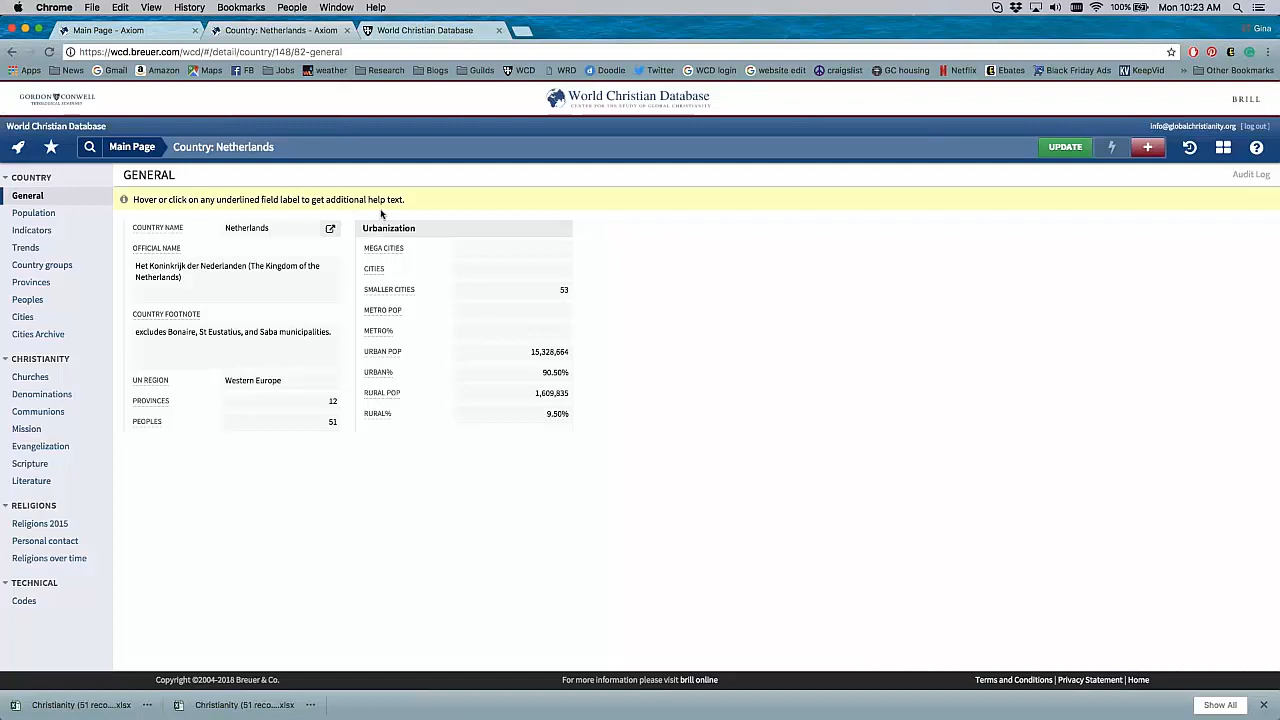 Chrome File Edit View History Bookmarks People Window Help
100% Mon 10:23 AM
Main Page - Axiom
Country: Netherlands - Axiom
World Christian Database
Gina
https://wcd.breuer.com/wcd/#/detail/country/148/82-general
Apps News Gmail Amazon Maps FB Jobs weather Research Blogs Guilds WCD WRD Doodle Twitter WCD login website edit craigslist GC housing Netflix Ebates Black Friday Ads KeepVid » Other Bookmarks
GORDON CONWELL
THEOLOGICAL SEMINARY
World Christian Database
CENTER FOR THE STUDY OF GLOBAL CHRISTIANITY
BRILL
World Christian Database
info@globalchristianity.org [ log out ]
Main Page
Country: Netherlands
UPDATE
COUNTRY
General
Population
Indicators
Trends
Country groups
Provinces
Peoples
Cities
Cities Archive
CHRISTIANITY
Churches
Denominations
Communions
Mission
Evangelization
Scripture
Literature
RELIGIONS
Religions 2015
Personal contact
Religions over time
TECHNICAL
Codes
GENERAL
Audit Log
Hover or click on any underlined field label to get additional help text.
COUNTRY NAME Netherlands
OFFICIAL NAME
Het Koninkrijk der Nederlanden (The Kingdom of the
Netherlands)
COUNTRY FOOTNOTE
excludes Bonaire, St Eustatius, and Saba municipalities.
UN REGION Western Europe
PROVINCES 12
PEOPLES 51
Urbanization
MEGA CITIES
CITIES
SMALLER CITIES 53
METRO POP
METRO%
URBAN POP 15,328,664
URBAN% 90.50%
RURAL POP 1,609,835
RURAL% 9.50%
Copyright ©2004-2018 Breuer & Co.
For more information please visit brill online
Terms and Conditions | Privacy Statement | Home
Christianity (51 reco....xlsx
Christianity (51 reco....xlsx
Show All